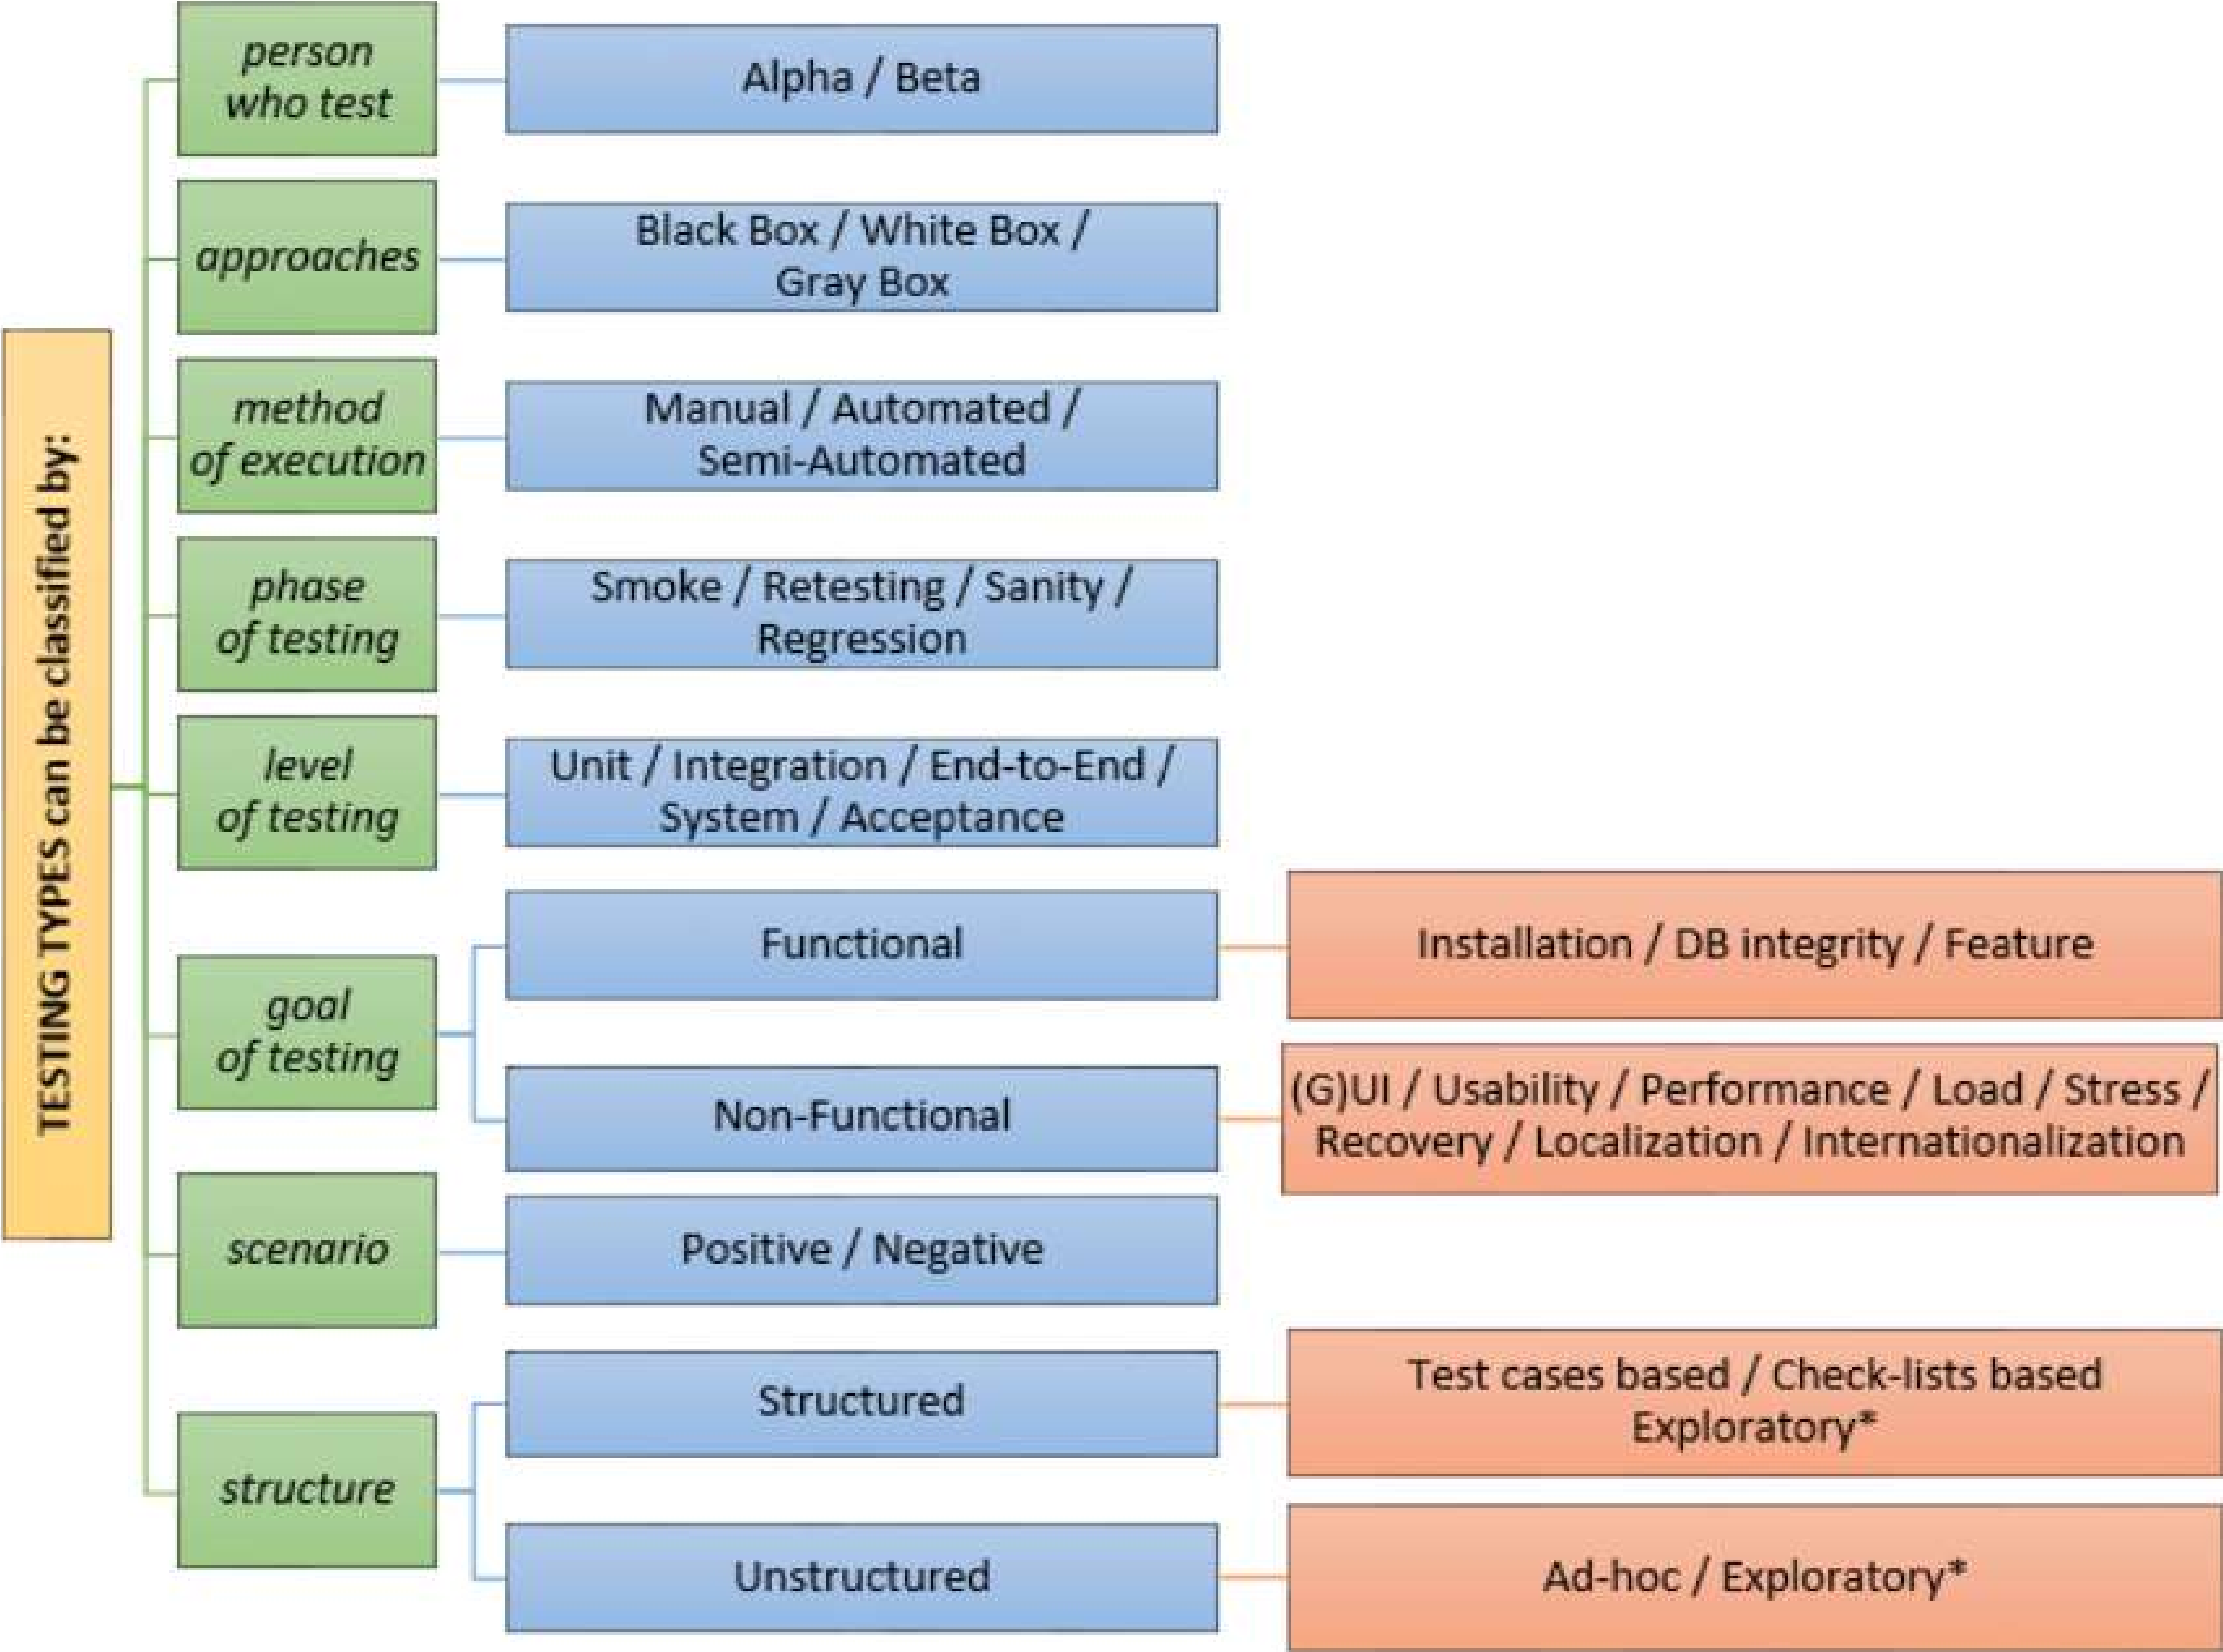 TESTING TYPES can be classified by:
person
who test
Alpha / Beta
approaches
Black Box / White Box /
Gray Box
method
of execution
Manual / Automated /
Semi-Automated
phase
of testing
Smoke / Retesting / Sanity /
Regression
level
of testing
Unit / Integration / End-to-End /
System / Acceptance
goal
of testing
Functional
Installation / DB integrity / Feature
Non-Functional
(G)UI / Usability / Performance / Load / Stress /
Recovery / Localization / Internationalization
scenario
Positive / Negative
structure
Structured
Test cases based / Check-lists based
Exploratory*
Unstructured
Ad-hoc / Exploratory*